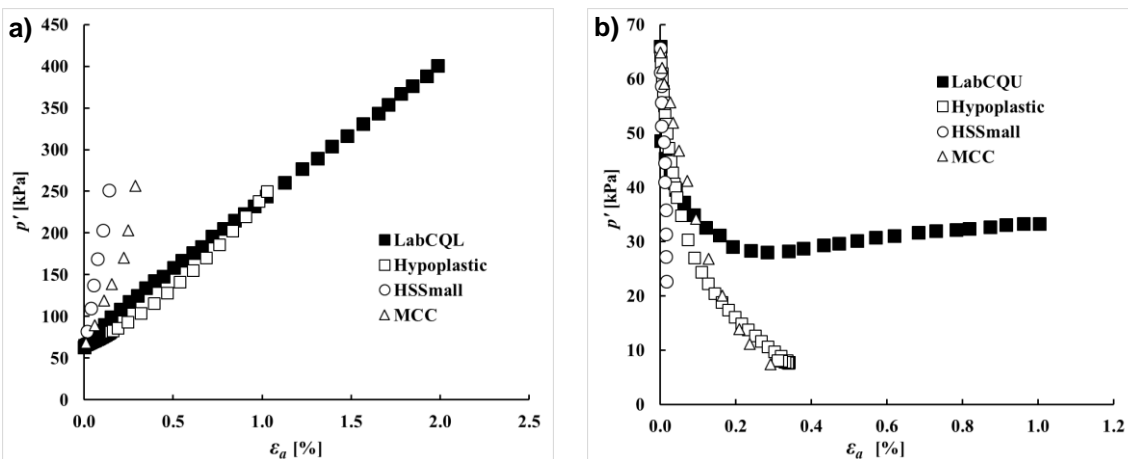 a)
450
400
350
300
250
200
150
100
50
0
p' [kPa]
LabCQL
Hypoplastic
HSSmall
MCC
0.0 0.5 1.0 1.5 2.0 2.5
εa [%]
b)
70
60
50
40
30
20
10
0
p' [kPa]
LabCQU
Hypoplastic
HSSmall
MCC
0.0 0.2 0.4 0.6 0.8 1.0 1.2
εa [%]